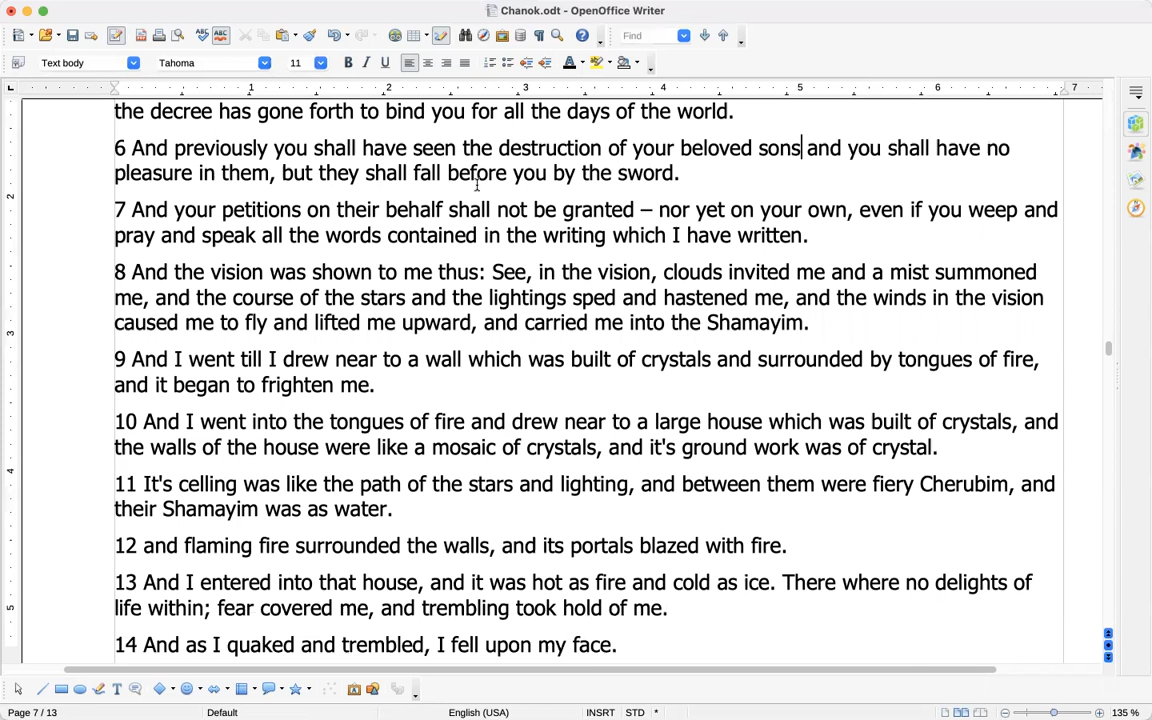 Chanok.odt - OpenOffice Writer
Find
Text body
Tahoma
11
1 2 3 4 5 6 7
the decree has gone forth to bind you for all the days of the world.
6 And previously you shall have seen the destruction of your beloved sons and you shall have no
pleasure in them, but they shall fall before you by the sword.
7 And your petitions on their behalf shall not be granted – nor yet on your own, even if you weep and
pray and speak all the words contained in the writing which I have written.
8 And the vision was shown to me thus: See, in the vision, clouds invited me and a mist summoned
me, and the course of the stars and the lightings sped and hastened me, and the winds in the vision
caused me to fly and lifted me upward, and carried me into the Shamayim.
9 And I went till I drew near to a wall which was built of crystals and surrounded by tongues of fire,
and it began to frighten me.
10 And I went into the tongues of fire and drew near to a large house which was built of crystals, and
the walls of the house were like a mosaic of crystals, and it's ground work was of crystal.
11 It's celling was like the path of the stars and lighting, and between them were fiery Cherubim, and
their Shamayim was as water.
12 and flaming fire surrounded the walls, and its portals blazed with fire.
13 And I entered into that house, and it was hot as fire and cold as ice. There where no delights of
life within; fear covered me, and trembling took hold of me.
14 And as I quaked and trembled, I fell upon my face.
2
3
4
5
Page 7 / 13
Default
English (USA)
INSRT
STD
*
135 %